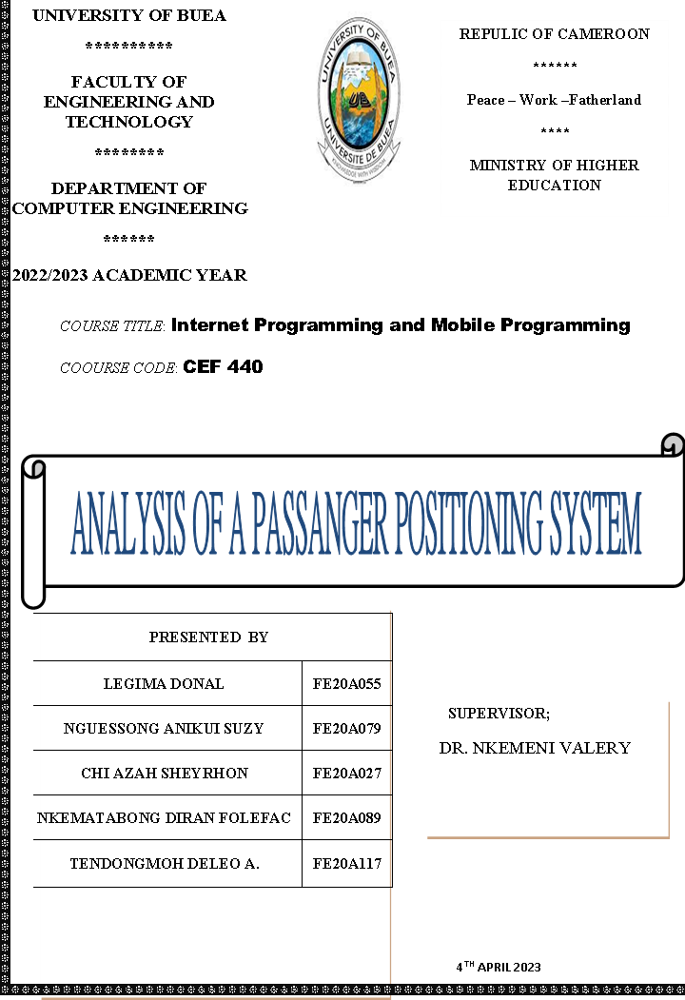 UNIVERSITY OF BUEA
**********
FACULTY OF
ENGINEERING AND
TECHNOLOGY
********
DEPARTMENT OF
COMPUTER ENGINEERING
******
2022/2023 ACADEMIC YEAR
UNIVERSITY OF BUEA
UB
UNIVERSITE DE BUEA
KNOWLEDGE WITH WISDOM
REPULIC OF CAMEROON
******
Peace – Work –Fatherland
****
MINISTRY OF HIGHER
EDUCATION
COURSE TITLE: Internet Programming and Mobile Programming
COOURSE CODE: CEF 440
ANALYSIS OF A PASSANGER POSITIONING SYSTEM
PRESENTED BY
LEGIMA DONAL FE20A055
NGUESSONG ANIKUI SUZY FE20A079
CHI AZAH SHEYRHON FE20A027
NKEMATABONG DIRAN FOLEFAC FE20A089
TENDONGMOH DELEO A. FE20A117
SUPERVISOR;
DR. NKEMENI VALERY
4TH APRIL 2023